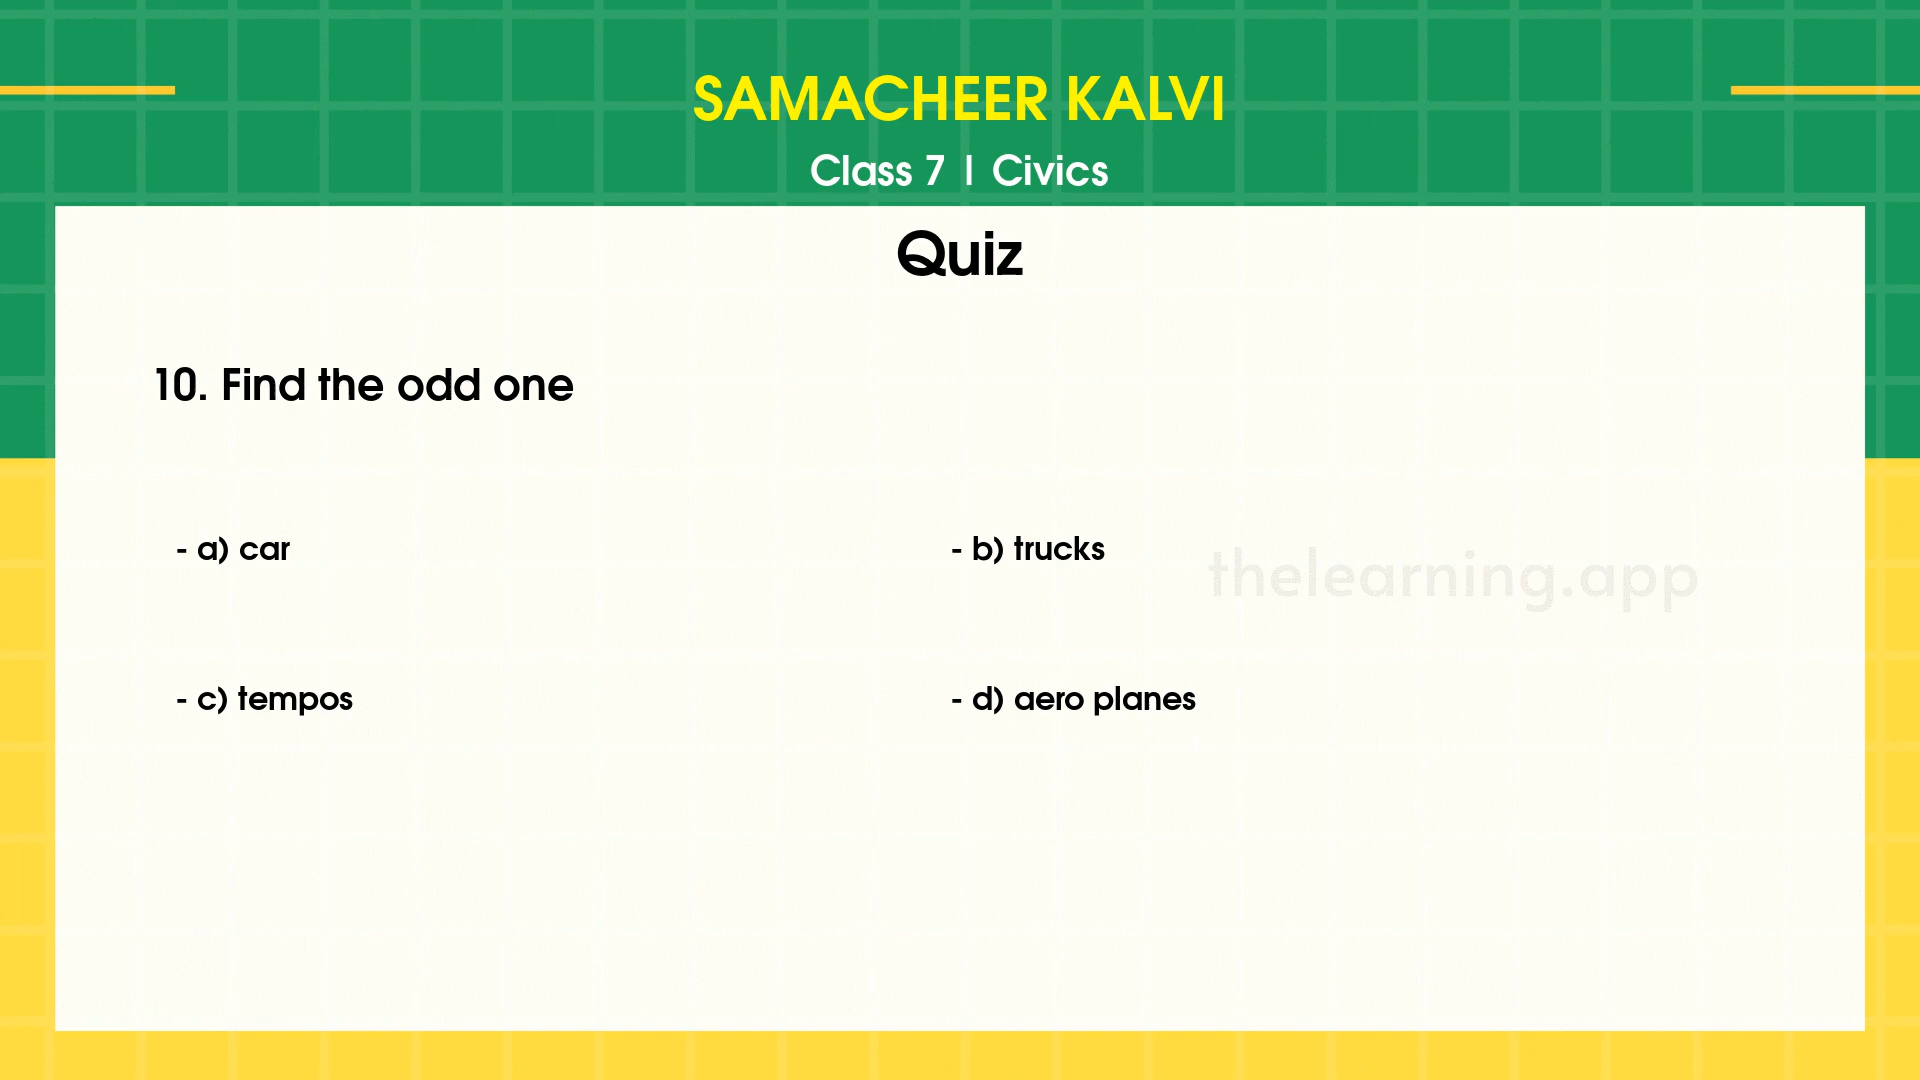 SAMACHEER KALVI
Class 7 | Civics
Quiz
10. Find the odd one
- a) car
- b) trucks
thelearning.app
- c) tempos
- d) aero planes